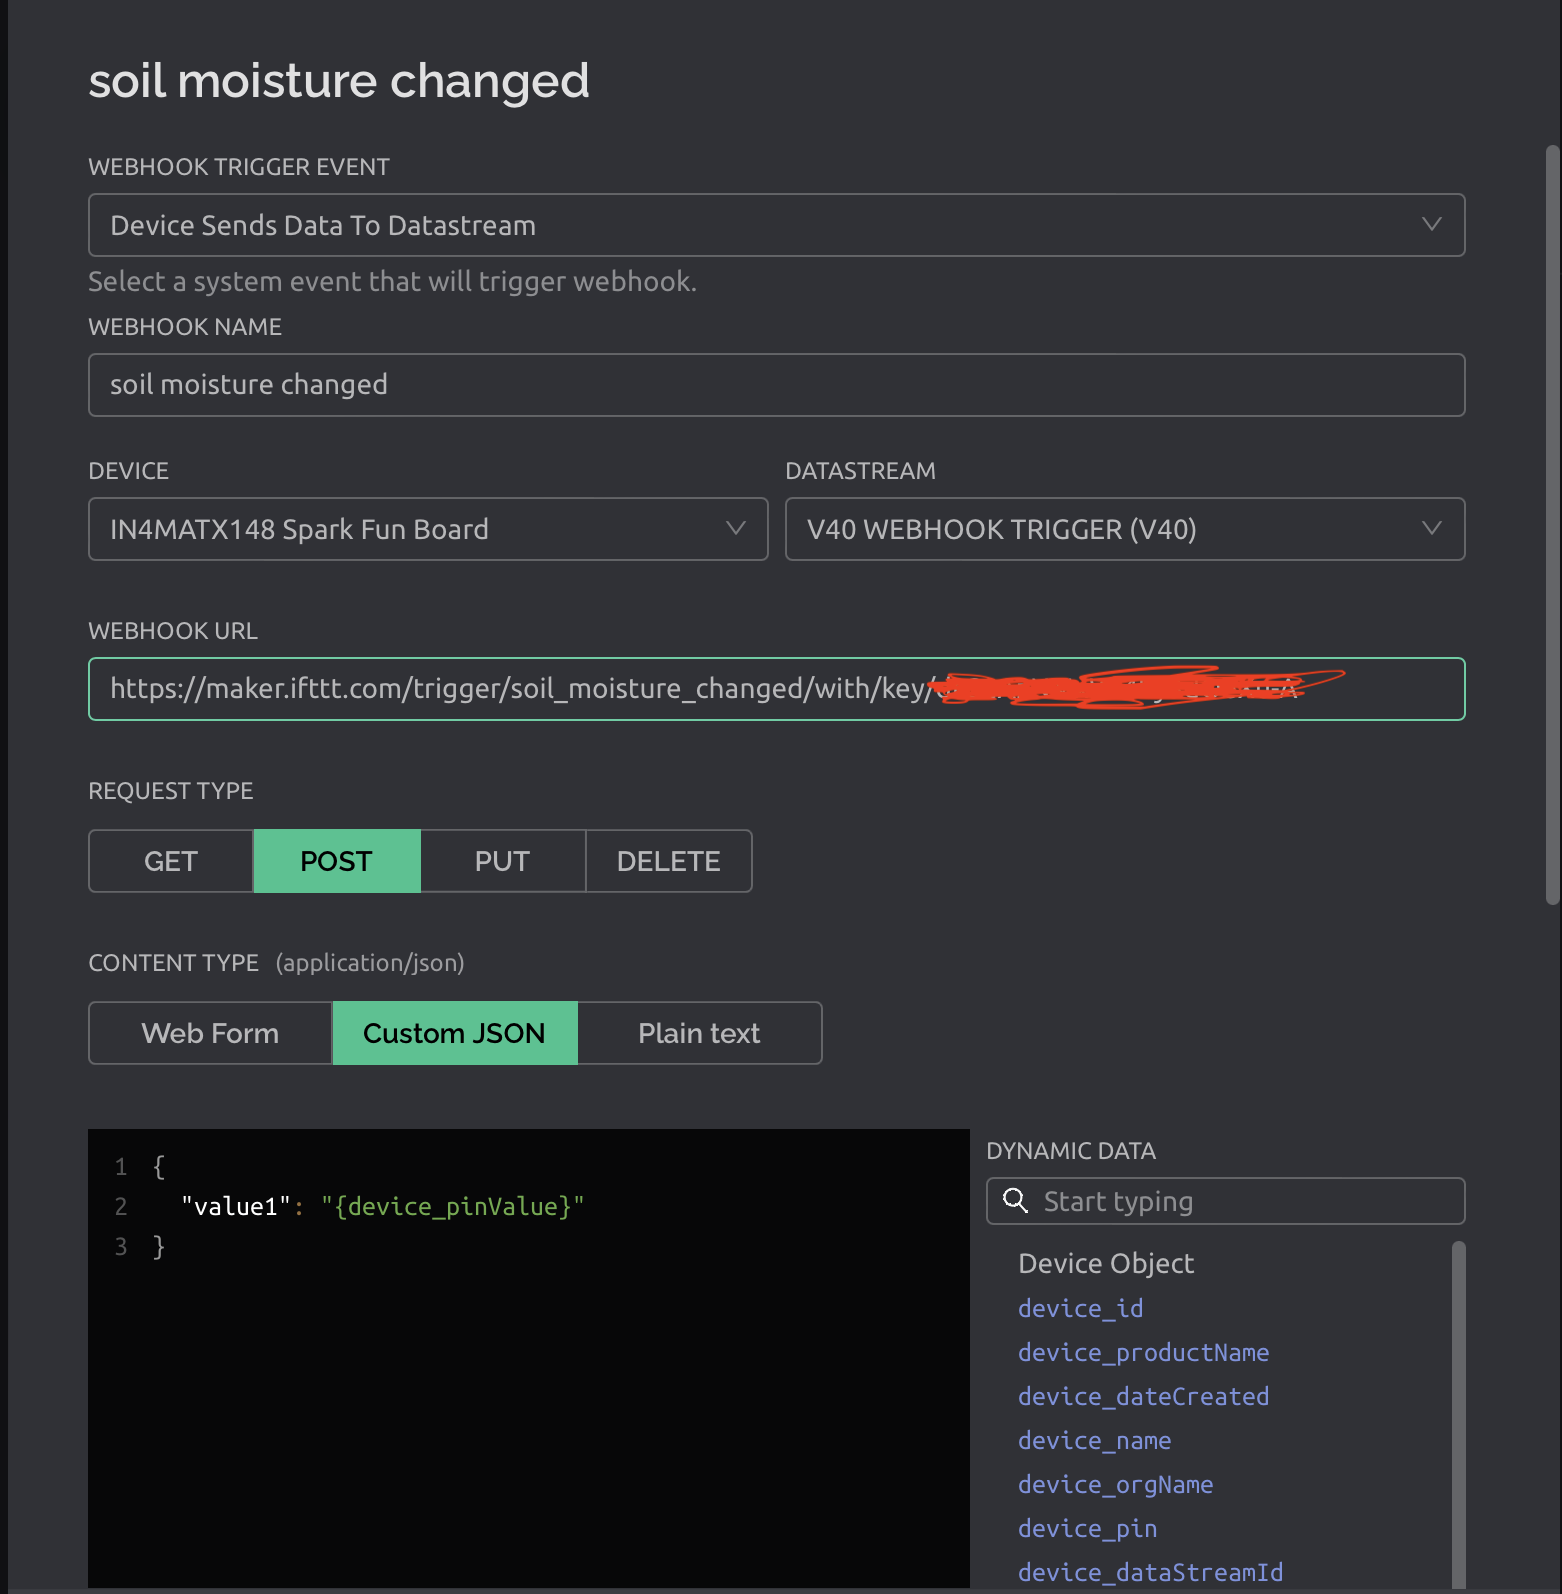 soil moisture changed
WEBHOOK TRIGGER EVENT
Device Sends Data To Datastream
Select a system event that will trigger webhook.
WEBHOOK NAME
soil moisture changed
DEVICE
DATASTREAM
IN4MATX148 Spark Fun Board
V40 WEBHOOK TRIGGER (V40)
WEBHOOK URL
https://maker.ifttt.com/trigger/soil_moisture_changed/with/key/
REQUEST TYPE
GET POST PUT DELETE
CONTENT TYPE (application/json)
Web Form Custom JSON Plain text
1 {
2 "value1": "{device_pinValue}"
3 }
DYNAMIC DATA
Start typing
Device Object
device_id
device_productName
device_dateCreated
device_name
device_orgName
device_pin
device_dataStreamId